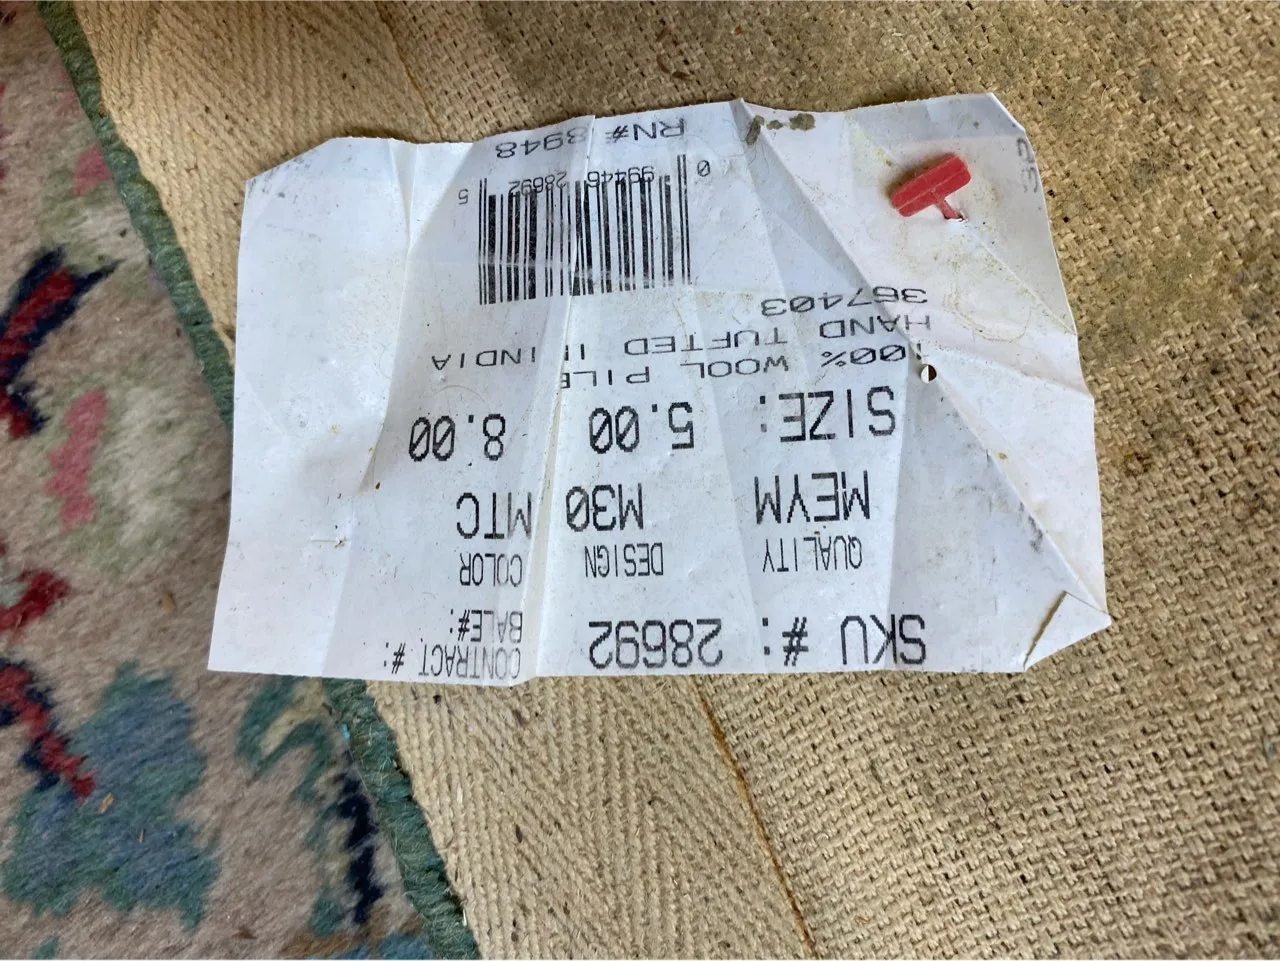 SKU #: 28692
CONTRACT #:
BALE#:
QUALITY DESIGN COLOR
MEYM M30 MTC
SIZE: 5.00 8.00
100% WOOL PILE
HAND TUFTED IN INDIA
367403
0 99446 28692 5
RN# 8948